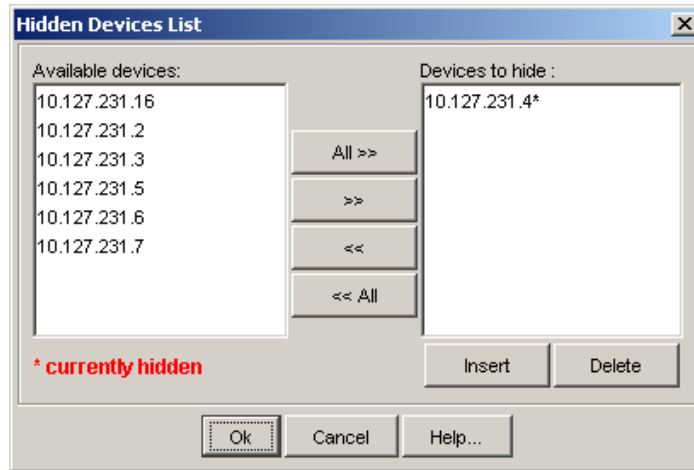 Hidden Devices List
Available devices:
10.127.231.16
10.127.231.2
10.127.231.3
10.127.231.5
10.127.231.6
10.127.231.7
All >>
>>
<<
<< All
Devices to hide :
10.127.231.4*
* currently hidden
Insert
Delete
Ok
Cancel
Help...